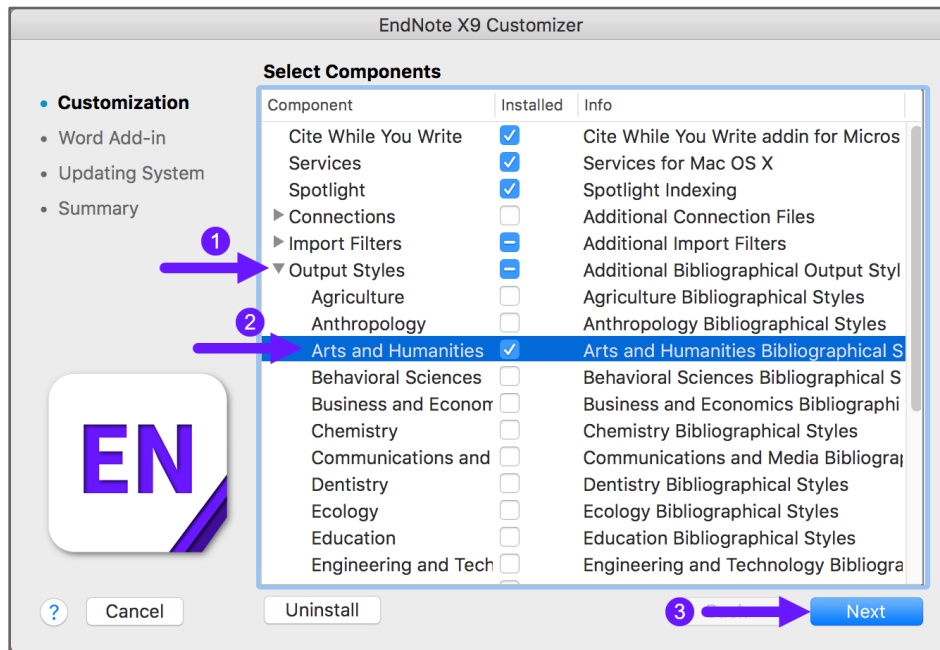 EndNote X9 Customizer
Select Components
Customization
Word Add-in
Updating System
Summary
Component Installed Info
Cite While You Write Cite While You Write addin for Micros
Services Services for Mac OS X
Spotlight Spotlight Indexing
Connections Additional Connection Files
Import Filters Additional Import Filters
1
Output Styles Additional Bibliographical Output Styl
Agriculture Agriculture Bibliographical Styles
2
Anthropology Anthropology Bibliographical Styles
Arts and Humanities Arts and Humanities Bibliographical S
Behavioral Sciences Behavioral Sciences Bibliographical S
Business and Econom Business and Economics Bibliographi
Chemistry Chemistry Bibliographical Styles
Communications and Communications and Media Bibliogra
Dentistry Dentistry Bibliographical Styles
Ecology Ecology Bibliographical Styles
Education Education Bibliographical Styles
Engineering and Tech Engineering and Technology Bibliogra
EN
? Cancel Uninstall 3 Next